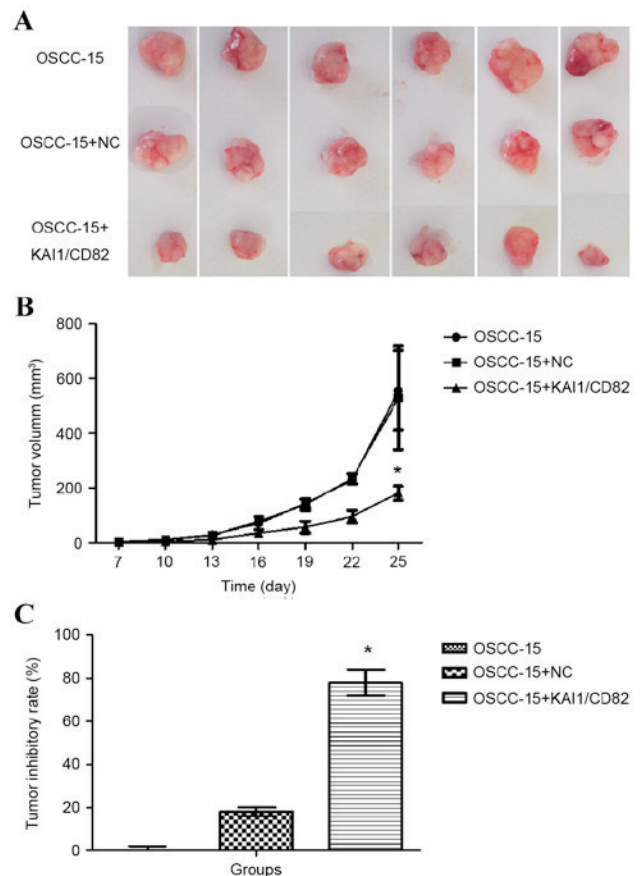 A
OSCC-15
OSCC-15+NC
OSCC-15+
KAI1/CD82
B
Tumor volumm (mm³)
800
600
400
200
0
7 10 13 16 19 22 25
Time (day)
*
OSCC-15
OSCC-15+NC
OSCC-15+KAI1/CD82
C
Tumor inhibitory rate (%)
100
80
60
40
20
0
*
Groups
OSCC-15
OSCC-15+NC
OSCC-15+KAI1/CD82